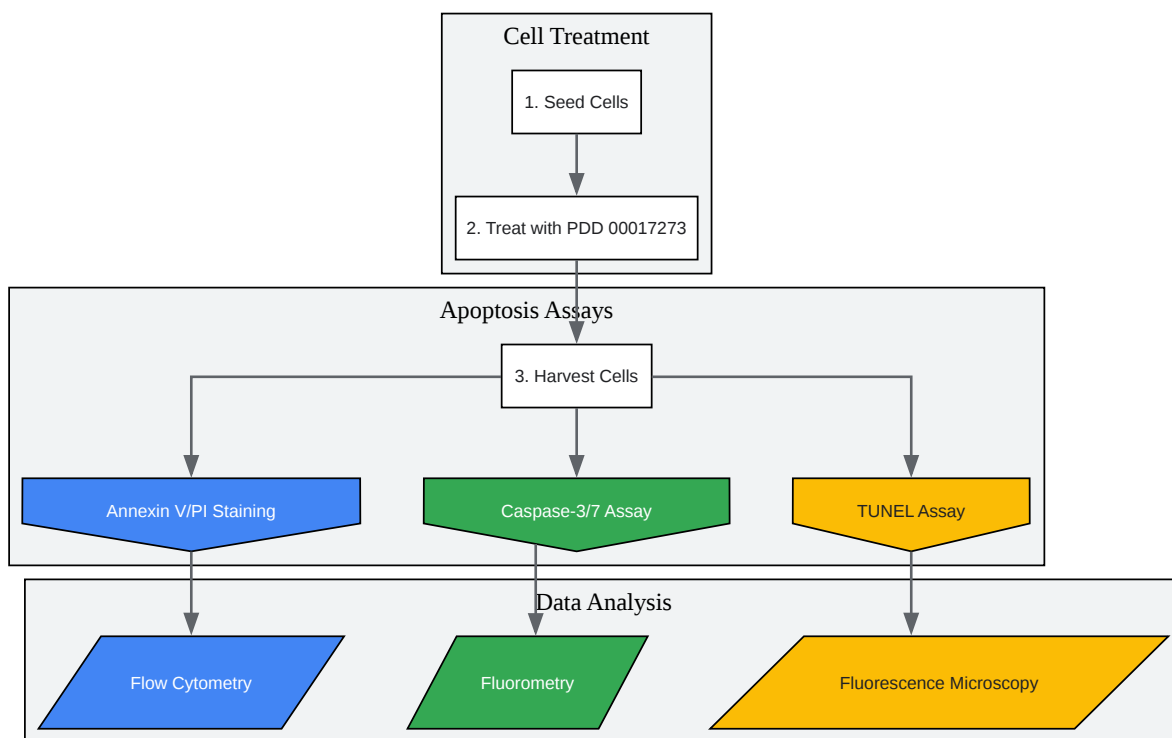 Cell Treatment
1. Seed Cells
2. Treat with PDD 00017273
Apoptosis Assays
3. Harvest Cells
Annexin V/PI Staining
Caspase-3/7 Assay
TUNEL Assay
Data Analysis
Flow Cytometry
Fluorometry
Fluorescence Microscopy